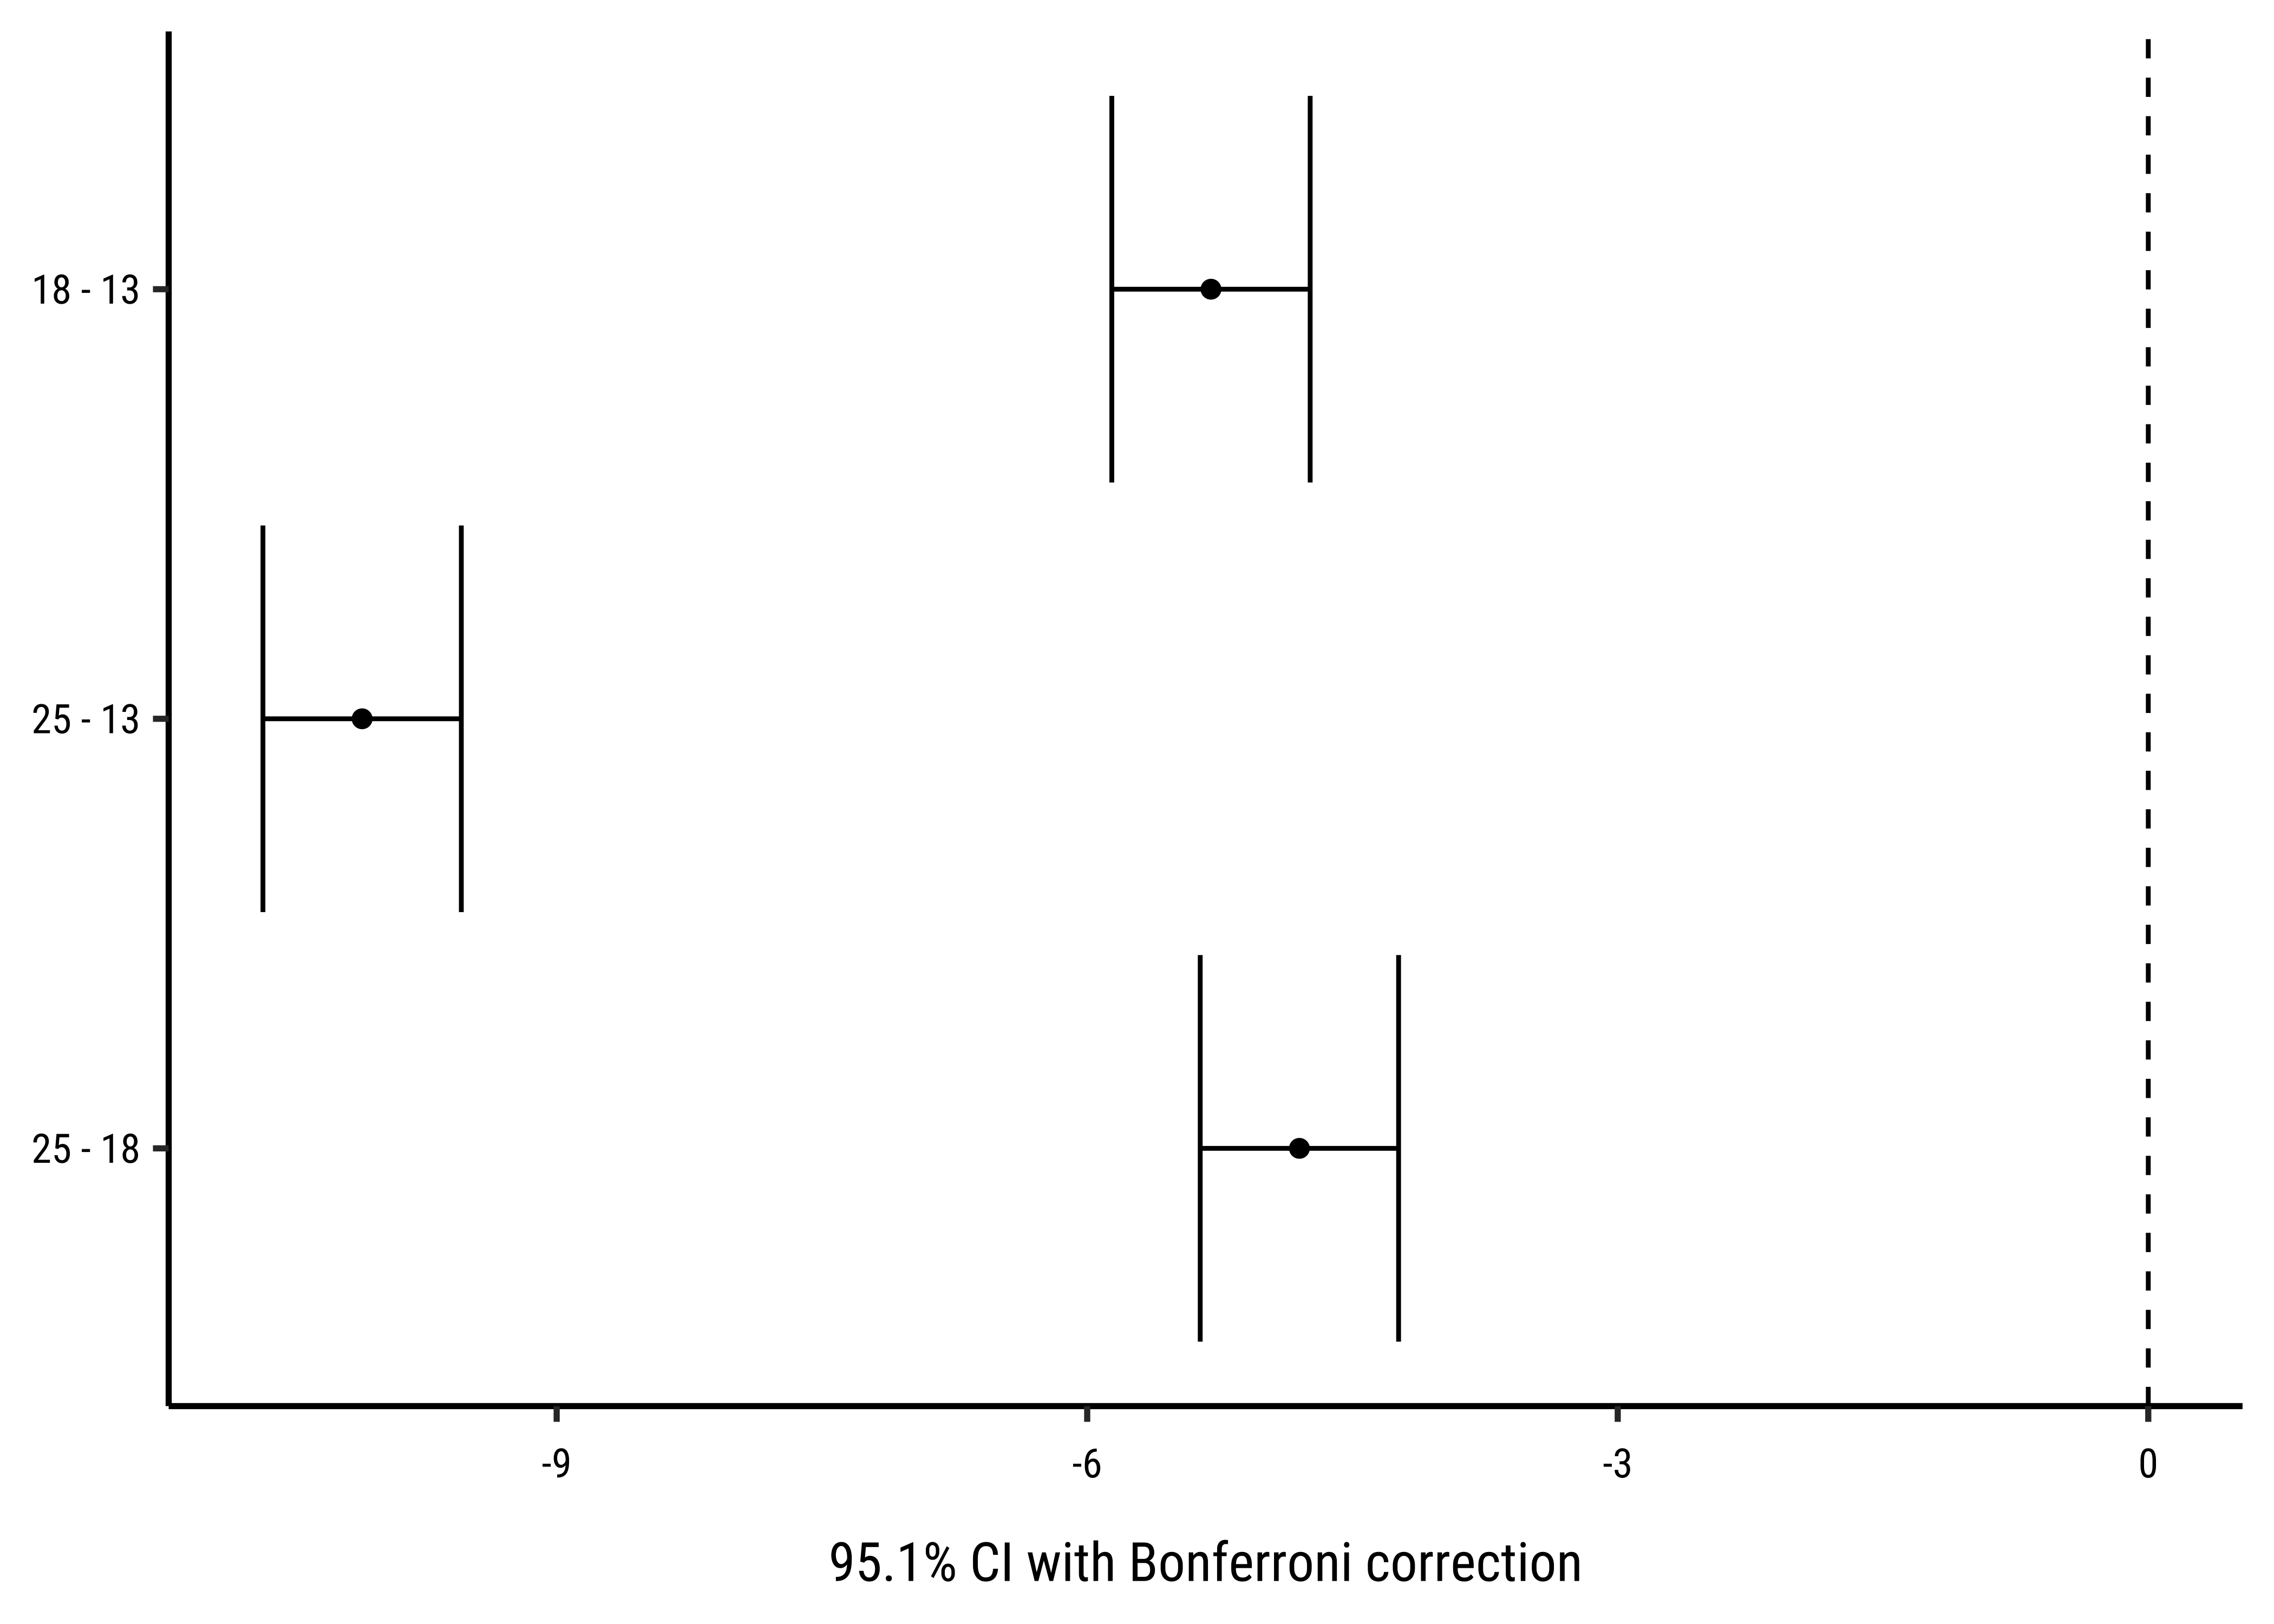 18 - 13
25 - 13
25 - 18
-9 -6 -3 0
95.1% CI with Bonferroni correction